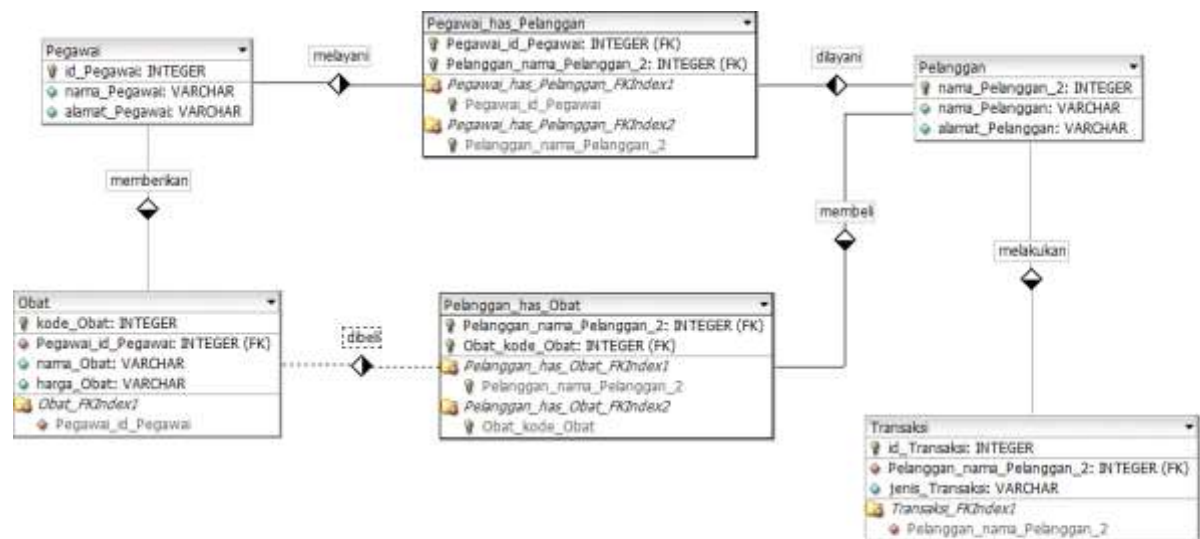 Pegawai_has_Pelanggan
Pegawai_id_Pegawai: INTEGER (FK)
Pelanggan_nama_Pelanggan_2: INTEGER (FK)
Pegawai_has_Pelanggan_FKIndex1
Pegawai_id_Pegawai
Pegawai_has_Pelanggan_FKIndex2
Pelanggan_nama_Pelanggan_2
Pegawai
id_Pegawai: INTEGER
nama_Pegawai: VARCHAR
alamat_Pegawai: VARCHAR
melayani
dilayani
Pelanggan
nama_Pelanggan_2: INTEGER
nama_Pelanggan: VARCHAR
alamat_Pelanggan: VARCHAR
memberikan
membeli
melakukan
Obat
kode_Obat: INTEGER
Pegawai_id_Pegawai: INTEGER (FK)
nama_Obat: VARCHAR
harga_Obat: VARCHAR
Obat_FKIndex1
Pegawai_id_Pegawai
dibeli
Pelanggan_has_Obat
Pelanggan_nama_Pelanggan_2: INTEGER (FK)
Obat_kode_Obat: INTEGER (FK)
Pelanggan_has_Obat_FKIndex1
Pelanggan_nama_Pelanggan_2
Pelanggan_has_Obat_FKIndex2
Obat_kode_Obat
Transaksi
id_Transaksi: INTEGER
Pelanggan_nama_Pelanggan_2: INTEGER (FK)
jenis_Transaksi: VARCHAR
Transaksi_FKIndex1
Pelanggan_nama_Pelanggan_2